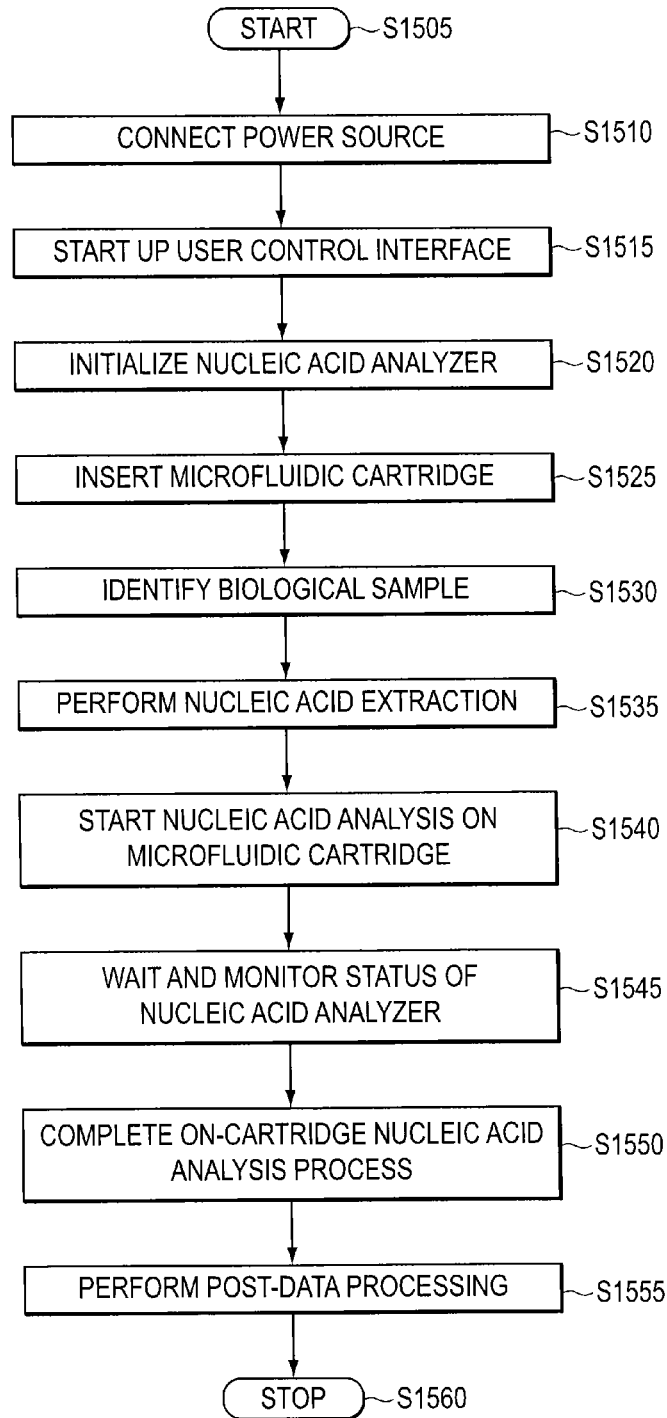 START S1505
CONNECT POWER SOURCE S1510
START UP USER CONTROL INTERFACE S1515
INITIALIZE NUCLEIC ACID ANALYZER S1520
INSERT MICROFLUIDIC CARTRIDGE S1525
IDENTIFY BIOLOGICAL SAMPLE S1530
PERFORM NUCLEIC ACID EXTRACTION S1535
START NUCLEIC ACID ANALYSIS ON
MICROFLUIDIC CARTRIDGE
S1540
WAIT AND MONITOR STATUS OF
NUCLEIC ACID ANALYZER
S1545
COMPLETE ON-CARTRIDGE NUCLEIC ACID
ANALYSIS PROCESS
S1550
PERFORM POST-DATA PROCESSING S1555
STOP S1560